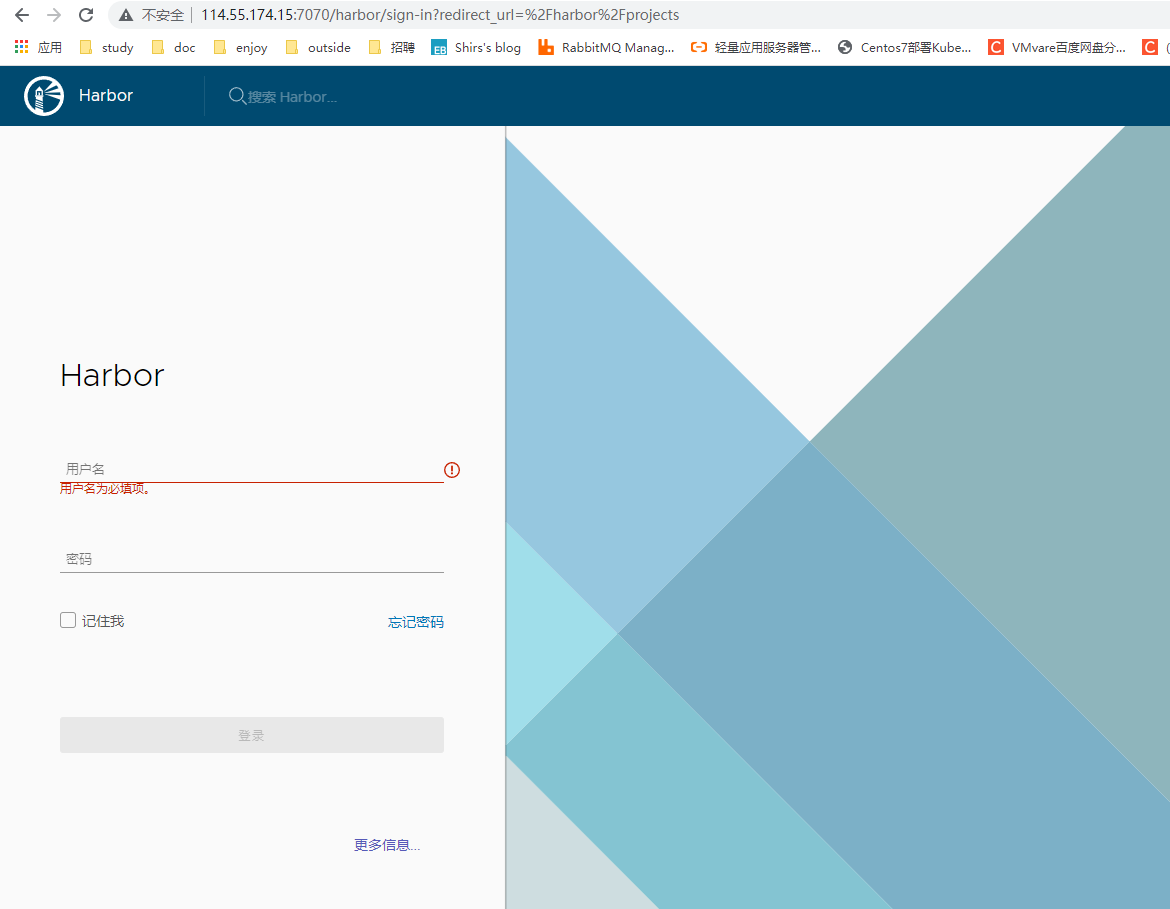 不安全 114.55.174.15:7070/harbor/sign-in?redirect_url=%2Fharbor%2Fprojects
应用 study doc enjoy outside 招聘 EB Shirs's blog RabbitMQ Manag... 轻量应用服务器管... Centos7部署Kube... C VMware百度网盘分... C (
Harbor 搜索 Harbor...
Harbor
用户名
用户名为必填项。
密码
记住我 忘记密码
登录
更多信息...